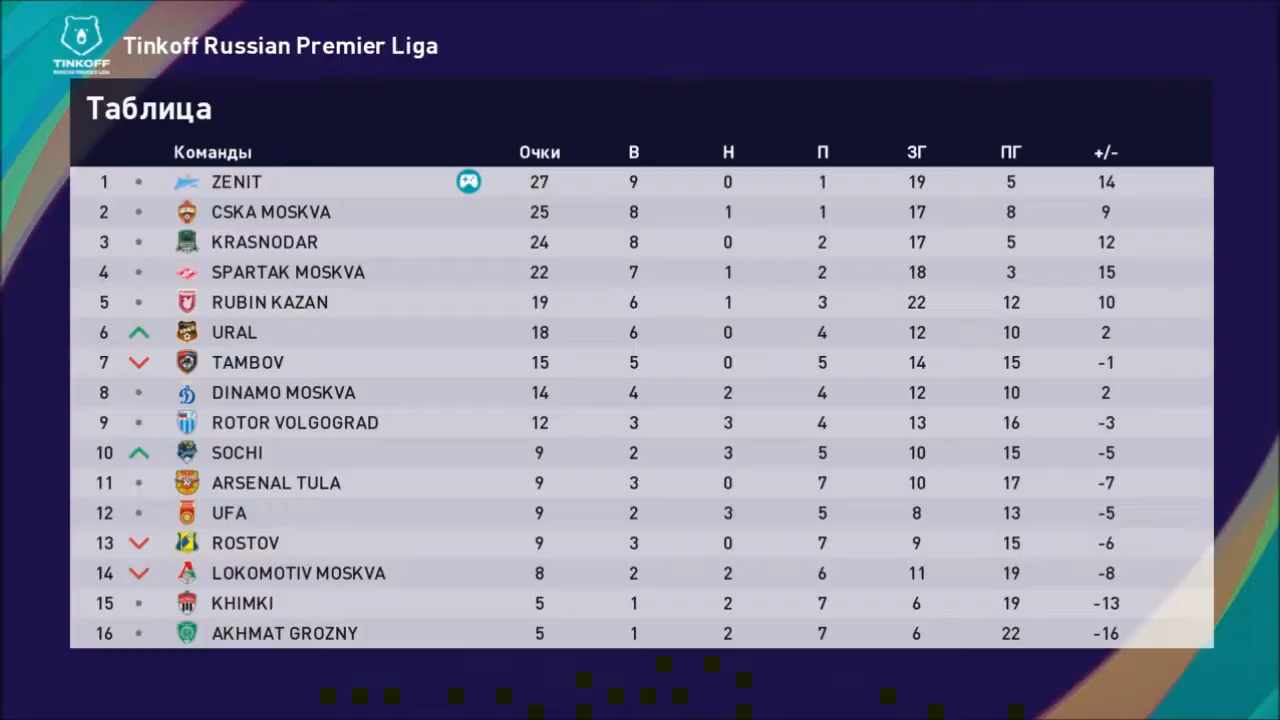 TINKOFF
RUSSIAN PREMIER LIGA
Tinkoff Russian Premier Liga
Таблица
Команды Очки В Н П ЗГ ПГ +/-
1 ZENIT 27 9 0 1 19 5 14
2 CSKA MOSKVA 25 8 1 1 17 8 9
3 KRASNODAR 24 8 0 2 17 5 12
4 SPARTAK MOSKVA 22 7 1 2 18 3 15
5 RUBIN KAZAN 19 6 1 3 22 12 10
6 URAL 18 6 0 4 12 10 2
7 TAMBOV 15 5 0 5 14 15 -1
8 DINAMO MOSKVA 14 4 2 4 12 10 2
9 ROTOR VOLGOGRAD 12 3 3 4 13 16 -3
10 SOCHI 9 2 3 5 10 15 -5
11 ARSENAL TULA 9 3 0 7 10 17 -7
12 UFA 9 2 3 5 8 13 -5
13 ROSTOV 9 3 0 7 9 15 -6
14 LOKOMOTIV MOSKVA 8 2 2 6 11 19 -8
15 KHIMKI 5 1 2 7 6 19 -13
16 AKHMAT GROZNY 5 1 2 7 6 22 -16